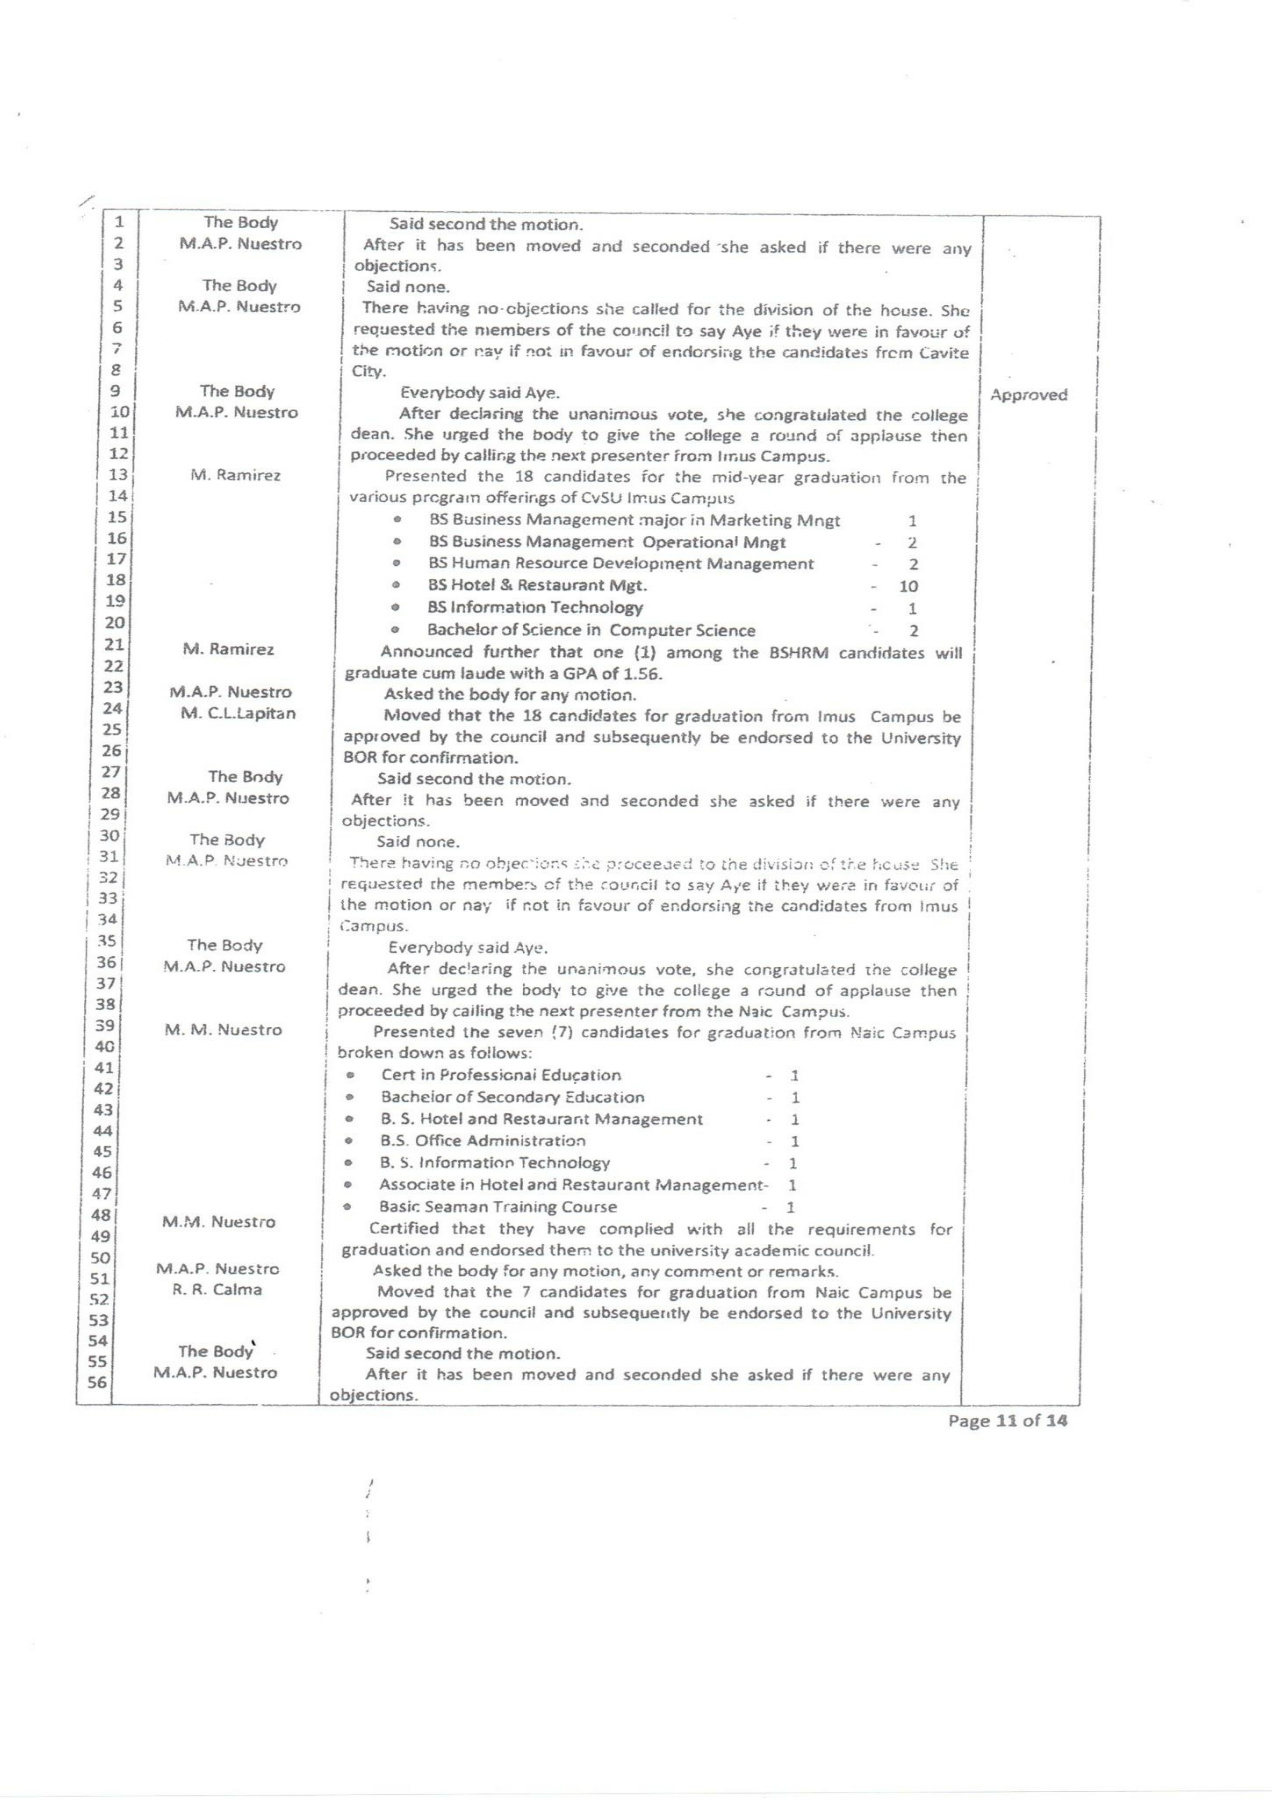 1 The Body Said second the motion.
2 M.A.P. Nuestro After it has been moved and seconded she asked if there were any
3 objections.
4 The Body Said none.
5 M.A.P. Nuestro There having no objections she called for the division of the house. She
6 requested the members of the council to say Aye if they were in favour of
7 the motion or nay if not in favour of endorsing the candidates from Cavite
8 City.
9 The Body Everybody said Aye. Approved
10 M.A.P. Nuestro After declaring the unanimous vote, she congratulated the college
11 dean. She urged the body to give the college a round of applause then
12 proceeded by calling the next presenter from Imus Campus.
13 M. Ramirez Presented the 18 candidates for the mid-year graduation from the
14 various program offerings of CvSU Imus Campus
15 • BS Business Management major in Marketing Mngt 1
16 • BS Business Management Operational Mngt - 2
17 • BS Human Resource Development Management - 2
18 • BS Hotel & Restaurant Mgt. - 10
19 • BS Information Technology - 1
20 • Bachelor of Science in Computer Science - 2
21 M. Ramirez Announced further that one (1) among the BSHRM candidates will
22 graduate cum laude with a GPA of 1.56.
23 M.A.P. Nuestro Asked the body for any motion.
24 M. C.L.Lapitan Moved that the 18 candidates for graduation from Imus Campus be
25 approved by the council and subsequently be endorsed to the University
26 BOR for confirmation.
27 The Body Said second the motion.
28 M.A.P. Nuestro After it has been moved and seconded she asked if there were any
29 objections.
30 The Body Said none.
31 M.A.P. Nuestro There having no objections she proceeded to the division of the house She
32 requested the members of the council to say Aye if they were in favour of
33 the motion or nay if not in favour of endorsing the candidates from Imus
34 Campus.
35 The Body Everybody said Aye.
36 M.A.P. Nuestro After declaring the unanimous vote, she congratulated the college
37 dean. She urged the body to give the college a round of applause then
38 proceeded by calling the next presenter from the Naic Campus.
39 M. M. Nuestro Presented the seven (7) candidates for graduation from Naic Campus
40 broken down as follows:
41 • Cert in Professional Education - 1
42 • Bachelor of Secondary Education - 1
43 • B. S. Hotel and Restaurant Management - 1
44 • B.S. Office Administration - 1
45 • B. S. Information Technology - 1
46 • Associate in Hotel and Restaurant Management- 1
47 • Basic Seaman Training Course - 1
48 M.M. Nuestro Certified that they have complied with all the requirements for
49 graduation and endorsed them to the university academic council.
50 M.A.P. Nuestro Asked the body for any motion, any comment or remarks.
51 R. R. Calma Moved that the 7 candidates for graduation from Naic Campus be
52 approved by the council and subsequently be endorsed to the University
53 BOR for confirmation.
54 The Body Said second the motion.
55 M.A.P. Nuestro After it has been moved and seconded she asked if there were any
56 objections.
Page 11 of 14